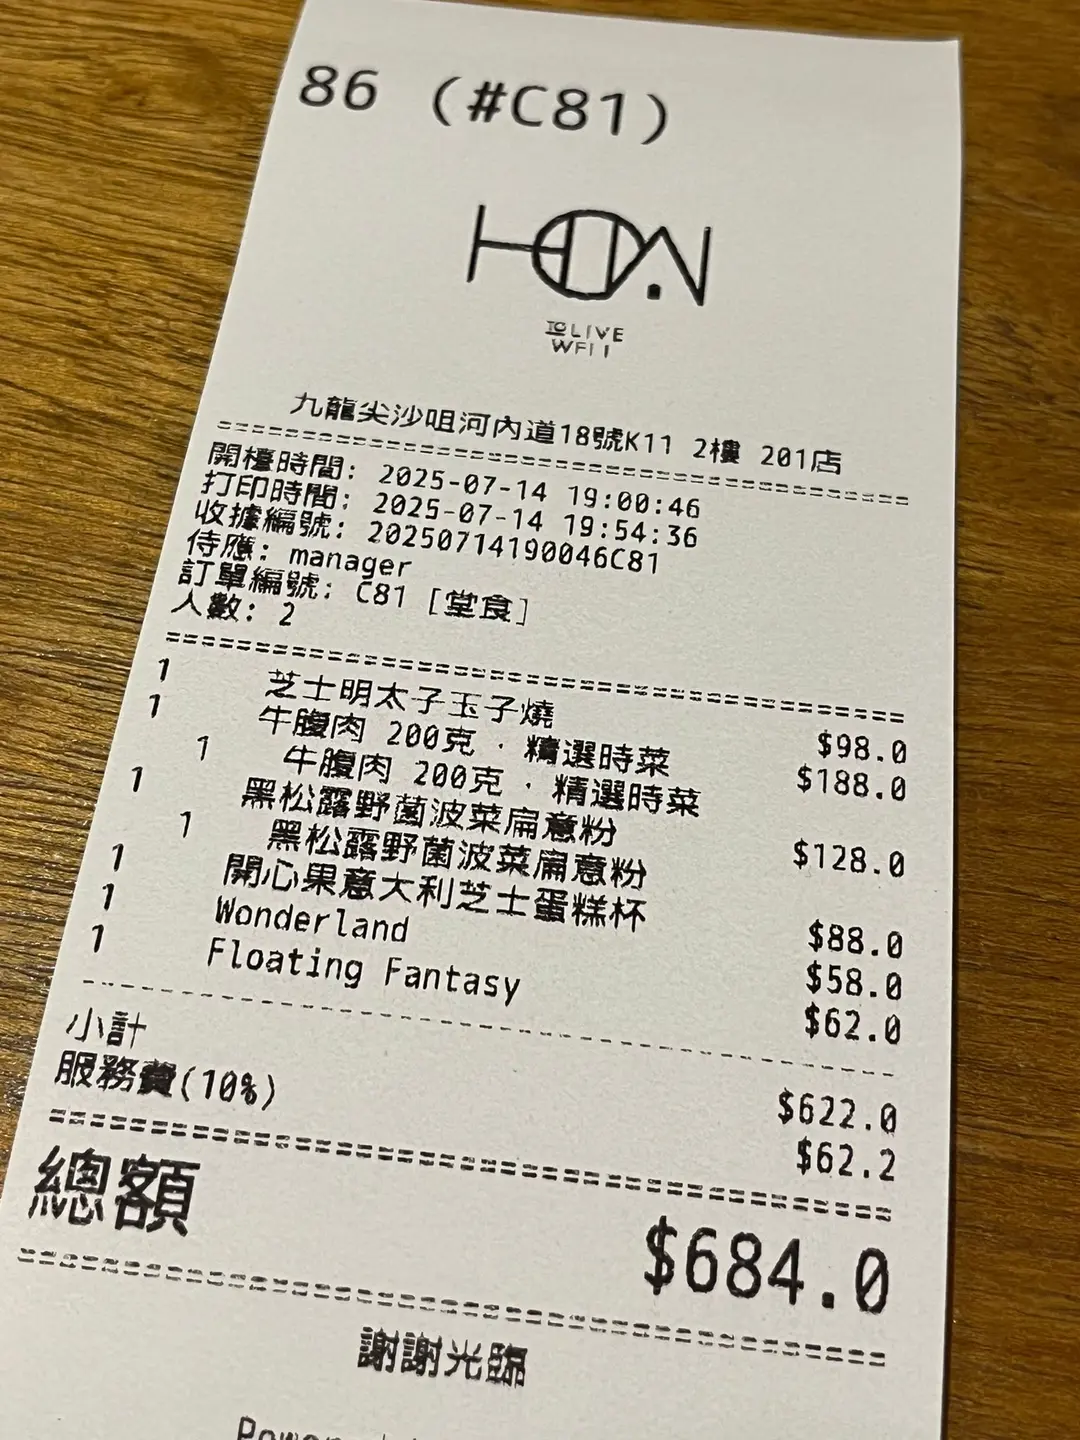 86 (#C81)
TO LIVE
WELL
九龍尖沙咀河內道18號K11 2樓 201店
開檯時間: 2025-07-14 19:00:46
打印時間: 2025-07-14 19:54:36
收據編號: 20250714190046C81
侍應: manager
訂單編號: C81 [堂食]
人數: 2
1 芝士明太子玉子燒 $98.0
1 牛腹肉 200克 · 精選時菜 $188.0
1 牛腹肉 200克 · 精選時菜
1 黑松露野菌波菜扁意粉 $128.0
1 黑松露野菌波菜扁意粉
1 開心果意大利芝士蛋糕杯 $88.0
1 Wonderland $58.0
1 Floating Fantasy $62.0
小計 $622.0
服務費(10%) $62.2
總額 $684.0
謝謝光臨